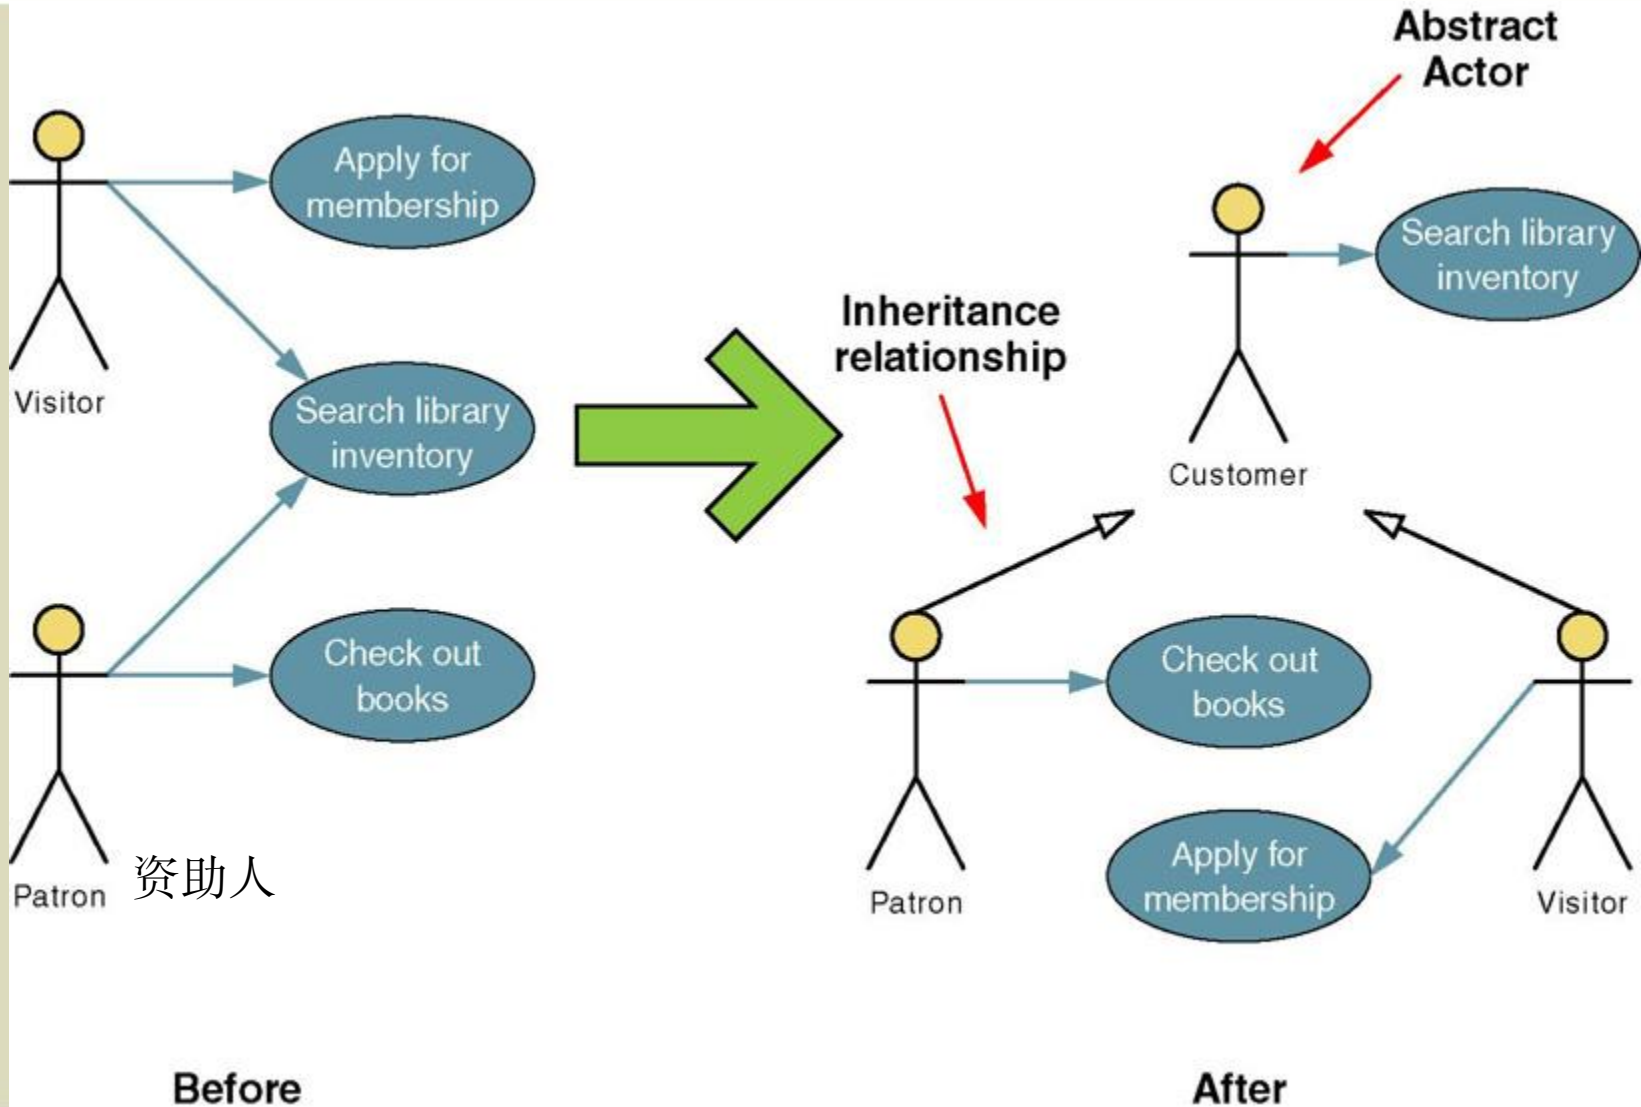 Apply for
membership
Visitor
Search library
inventory
Check out
books
Patron
资助人
Before
Abstract
Actor
Search library
inventory
Inheritance
relationship
Customer
Check out
books
Apply for
membership
Patron
Visitor
After